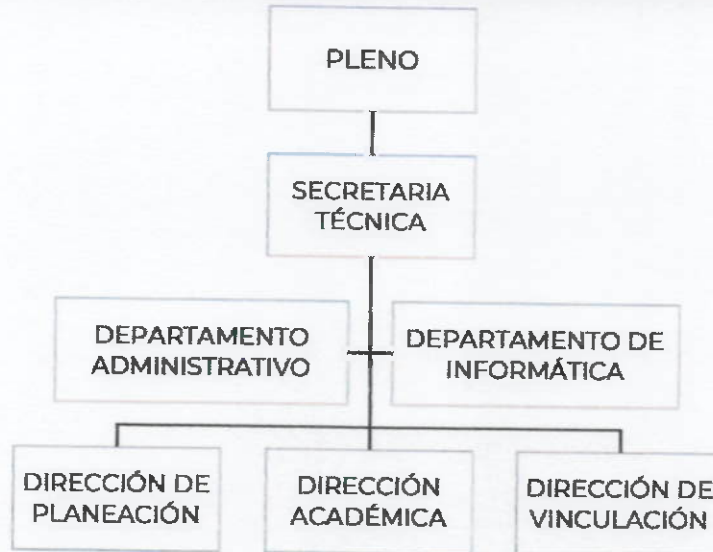 PLENO
SECRETARIA
TÉCNICA
DEPARTAMENTO
ADMINISTRATIVO
DEPARTAMENTO DE
INFORMÁTICA
DIRECCIÓN DE
PLANEACIÓN
DIRECCIÓN
ACADÉMICA
DIRECCIÓN DE
VINCULACIÓN